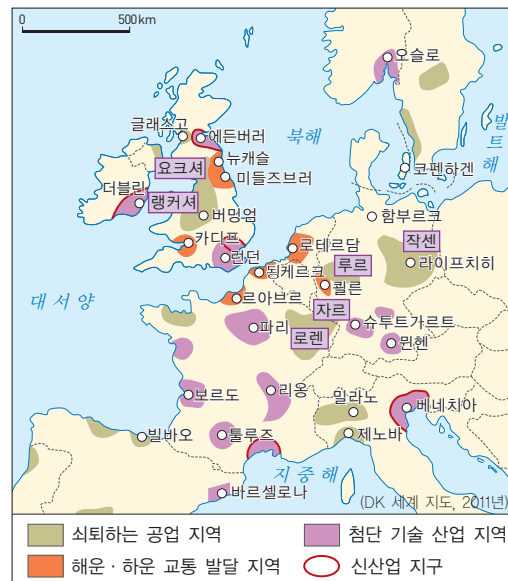 0 500km
오슬로
글래스고
에든버러
북해
발트해
뉴캐슬
요크셔
미들즈브러
코펜하겐
더블린
랭커셔
버밍엄
함부르크
카디프
로테르담
작센
런던
됭케르크
루르
라이프치히
대서양
르아브르
쾰른
자르
파리
슈투트가르트
로렌
뮌헨
보르도
리옹
밀라노
베네치아
빌바오
툴루즈
제노바
지중해
바르셀로나
(DK 세계 지도, 2011년)
쇠퇴하는 공업 지역
첨단 기술 산업 지역
해운·하운 교통 발달 지역
신산업 지구